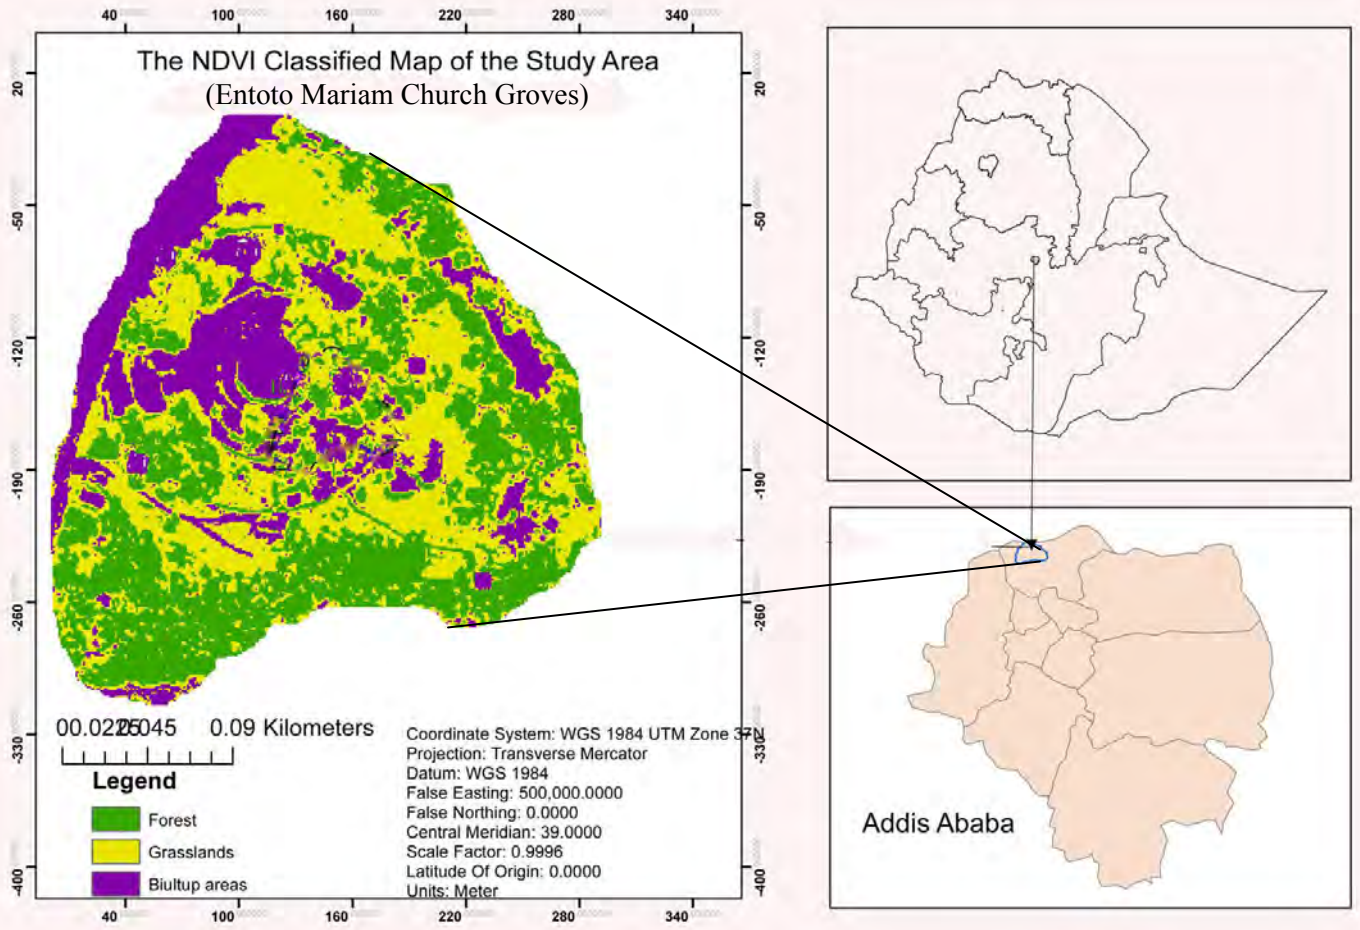 40 100 160 220 280 340
The NDVI Classified Map of the Study Area
(Entoto Mariam Church Groves)
20
-50
-120
-190
-260
-330
-400
20
-50
-120
-190
-260
-330
-400
0.09 Kilometers
Legend
Forest
Grasslands
Biultup areas
Coordinate System: WGS 1984 UTM Zone 37N
Projection: Transverse Mercator
Datum: WGS 1984
False Easting: 500,000.0000
False Northing: 0.0000
Central Meridian: 39.0000
Scale Factor: 0.9996
Latitude Of Origin: 0.0000
Units: Meter
40 100 160 220 280 340
Addis Ababa